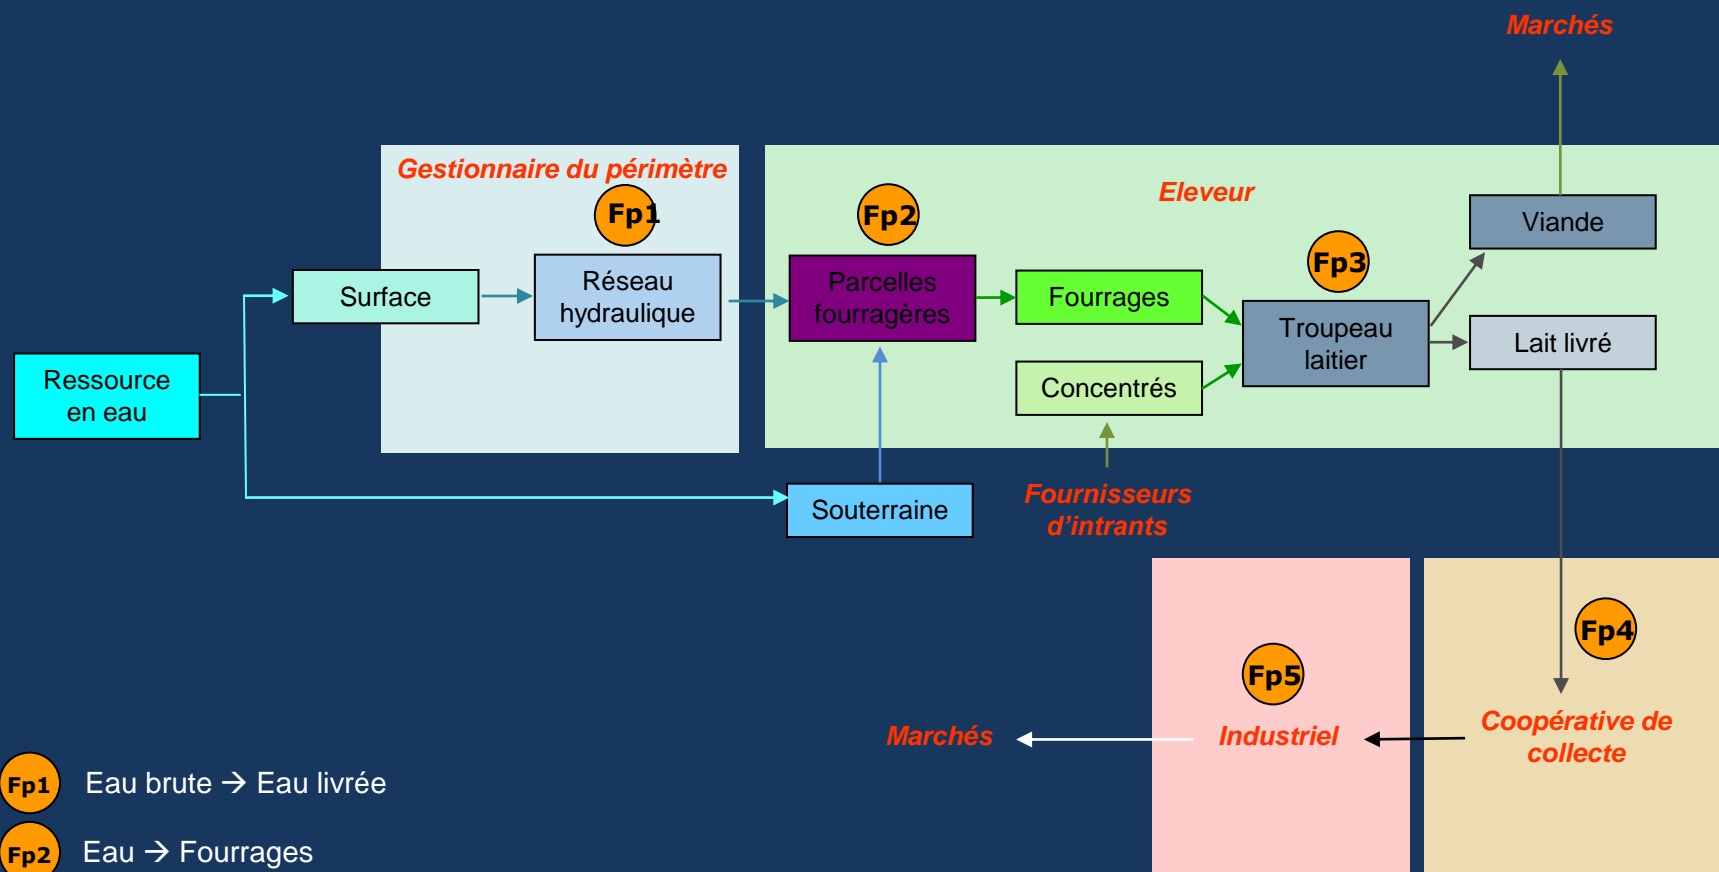 Marchés
Gestionnaire du périmètre
Eleveur
Fp1
Fp2
Viande
Fp3
Surface
Réseau
hydraulique
Parcelles
fourragères
Fourrages
Troupeau
laitier
Lait livré
Ressource
en eau
Concentrés
Souterraine
Fournisseurs
d’intrants
Fp4
Fp5
Marchés
Industriel
Coopérative de
collecte
Fp1 Eau brute → Eau livrée
Fp2 Eau → Fourrages